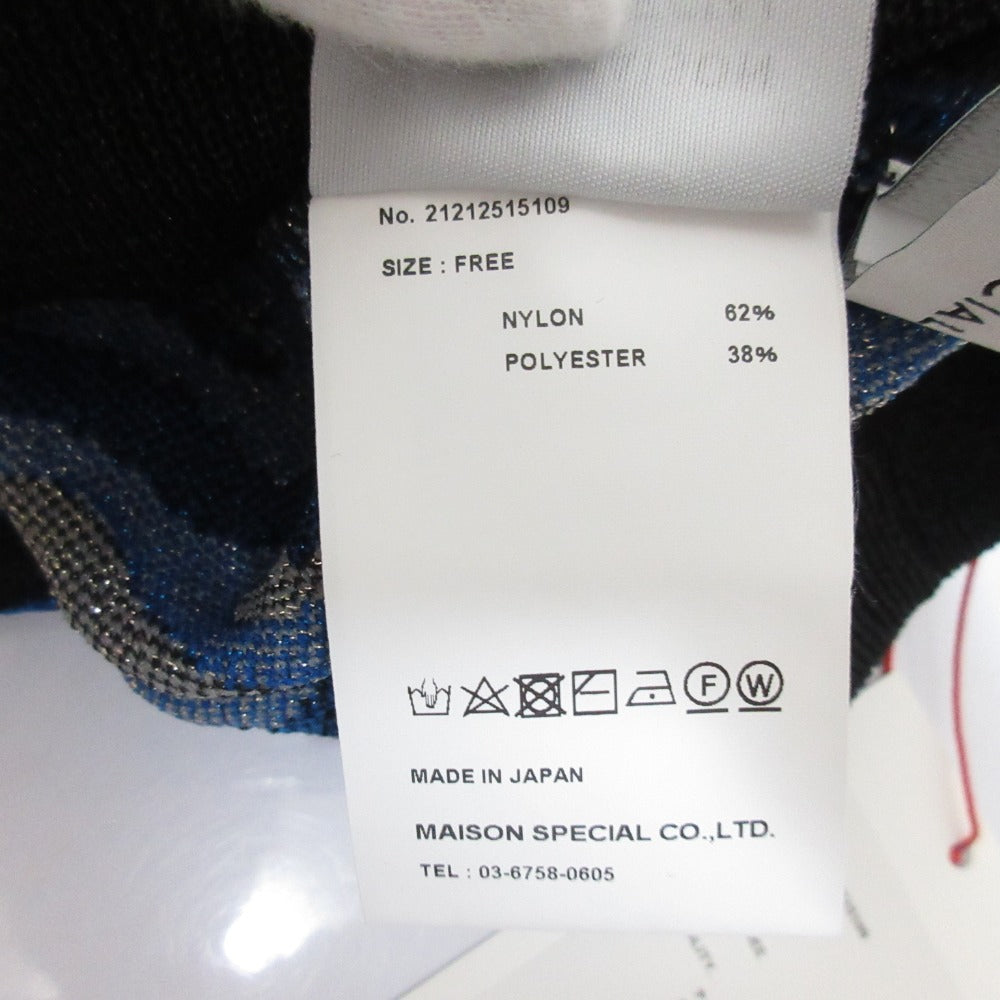 No. 21212515109
SIZE : FREE
NYLON 62%
POLYESTER 38%
F W
MADE IN JAPAN
MAISON SPECIAL CO.,LTD.
TEL : 03-6758-0605